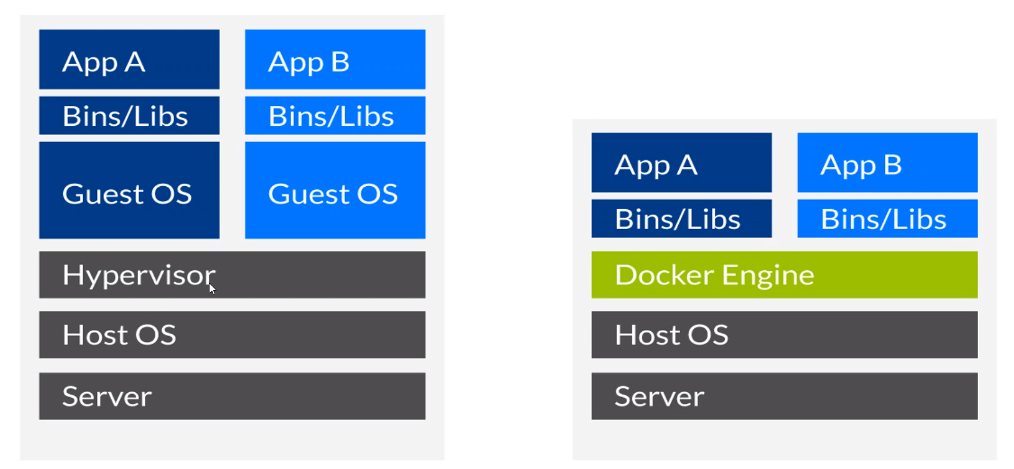 App A
App B
Bins/Libs
Bins/Libs
Guest OS
Guest OS
Hypervisor
Host OS
Server
App A
App B
Bins/Libs
Bins/Libs
Docker Engine
Host OS
Server